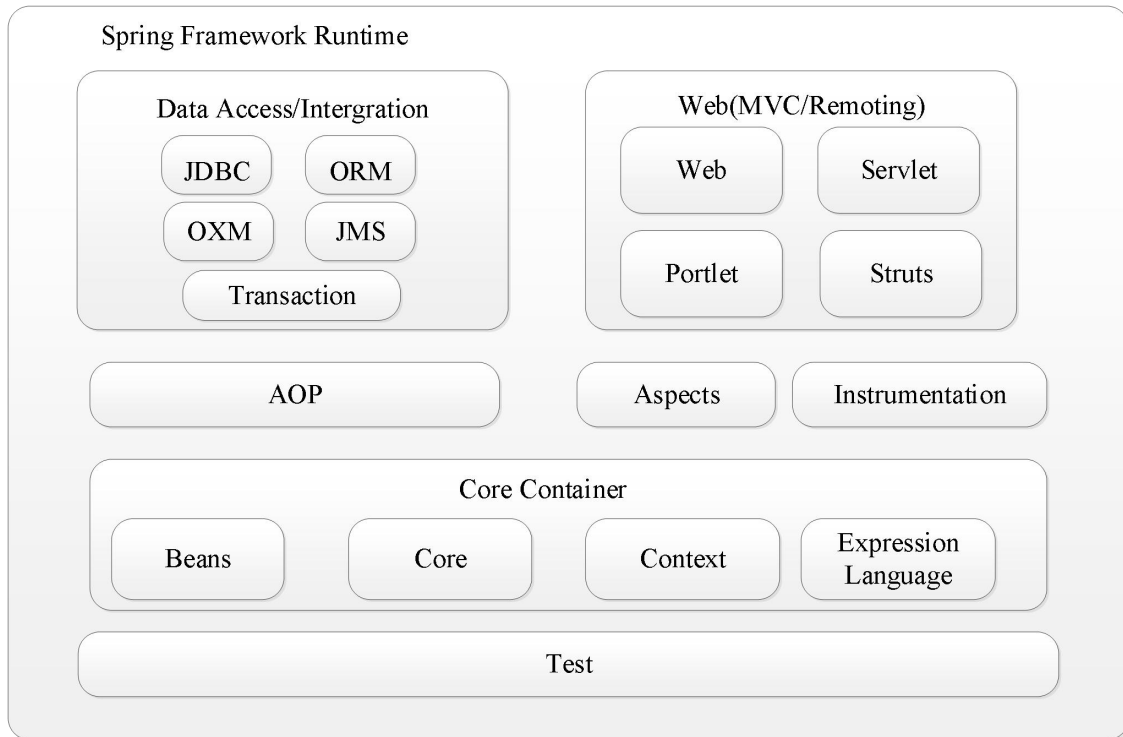 Spring Framework Runtime
Data Access/Intergration
JDBC
ORM
OXM
JMS
Transaction
Web(MVC/Remoting)
Web
Servlet
Portlet
Struts
AOP
Aspects
Instrumentation
Core Container
Beans
Core
Context
Expression
Language
Test